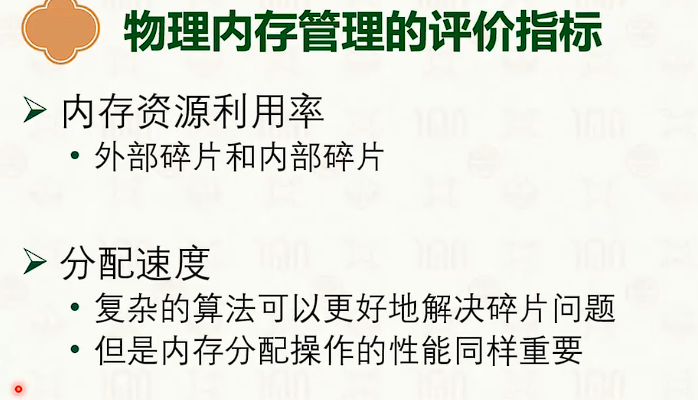 物理内存管理的评价指标
内存资源利用率
外部碎片和内部碎片
分配速度
复杂的算法可以更好地解决碎片问题
但是内存分配操作的性能同样重要